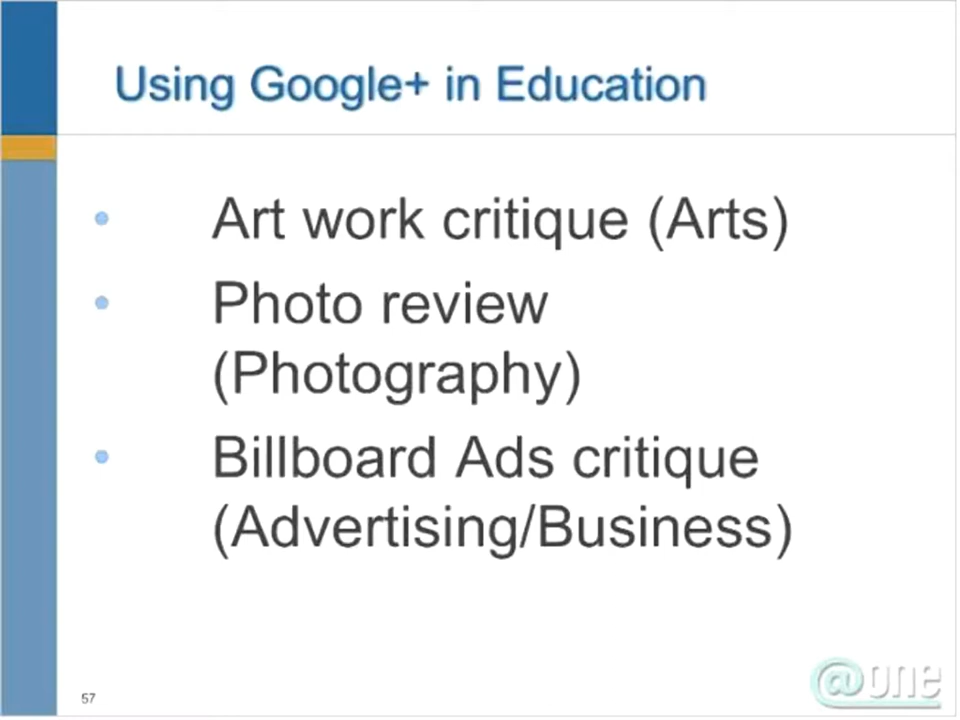 Using Google+ in Education
• Art work critique (Arts)
• Photo review
(Photography)
• Billboard Ads critique
(Advertising/Business)
57
@one